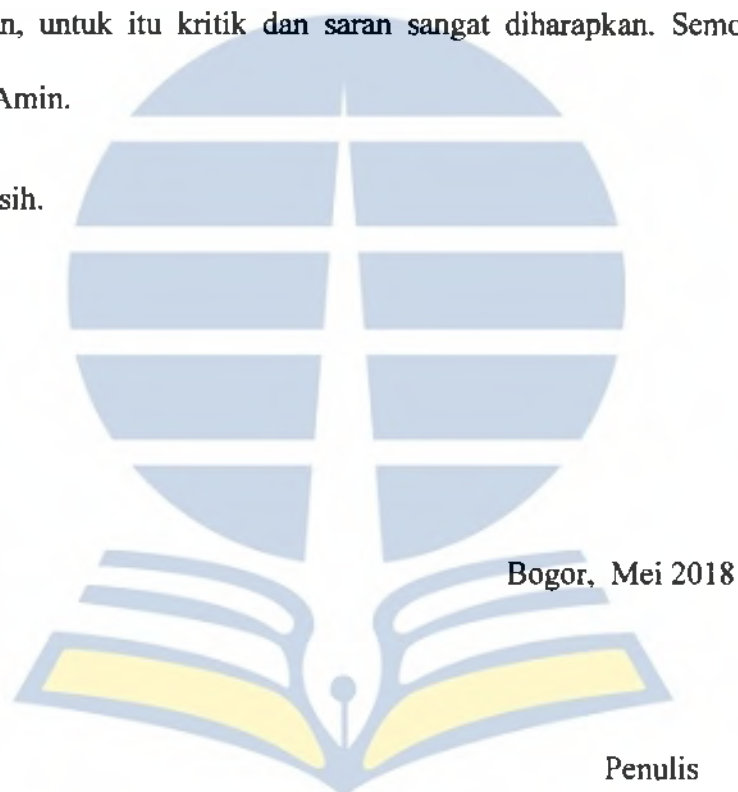 n, untuk itu kritik dan saran sangat diharapkan. Semo
Amin.
sih.
Bogor, Mei 2018
Penulis